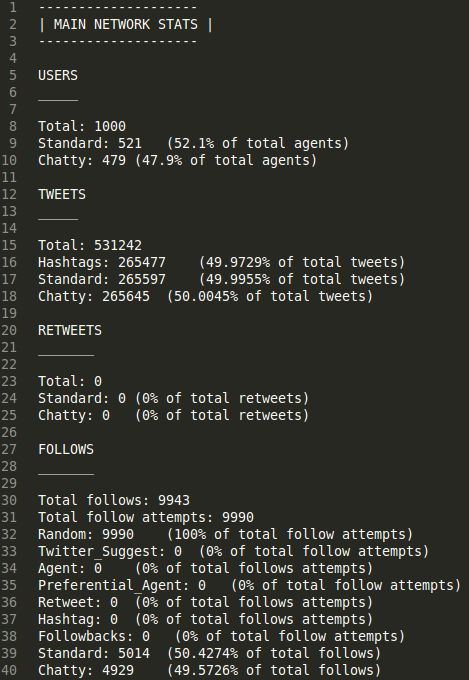 1 --------------------
2 | MAIN NETWORK STATS |
3 --------------------
4
5 USERS
6 _____
7
8 Total: 1000
9 Standard: 521 (52.1% of total agents)
10 Chatty: 479 (47.9% of total agents)
11
12 TWEETS
13 _____
14
15 Total: 531242
16 Hashtags: 265477 (49.9729% of total tweets)
17 Standard: 265597 (49.9955% of total tweets)
18 Chatty: 265645 (50.0045% of total tweets)
19
20 RETWEETS
21 _______
22
23 Total: 0
24 Standard: 0 (0% of total retweets)
25 Chatty: 0 (0% of total retweets)
26
27 FOLLOWS
28 _______
29
30 Total follows: 9943
31 Total follow attempts: 9990
32 Random: 9990 (100% of total follow attempts)
33 Twitter_Suggest: 0 (0% of total follow attempts)
34 Agent: 0 (0% of total follows attempts)
35 Preferential_Agent: 0 (0% of total follow attempts)
36 Retweet: 0 (0% of total follows attempts)
37 Hashtag: 0 (0% of total follows attempts)
38 Followbacks: 0 (0% of total follow attempts)
39 Standard: 5014 (50.4274% of total follows)
40 Chatty: 4929 (49.5726% of total follows)